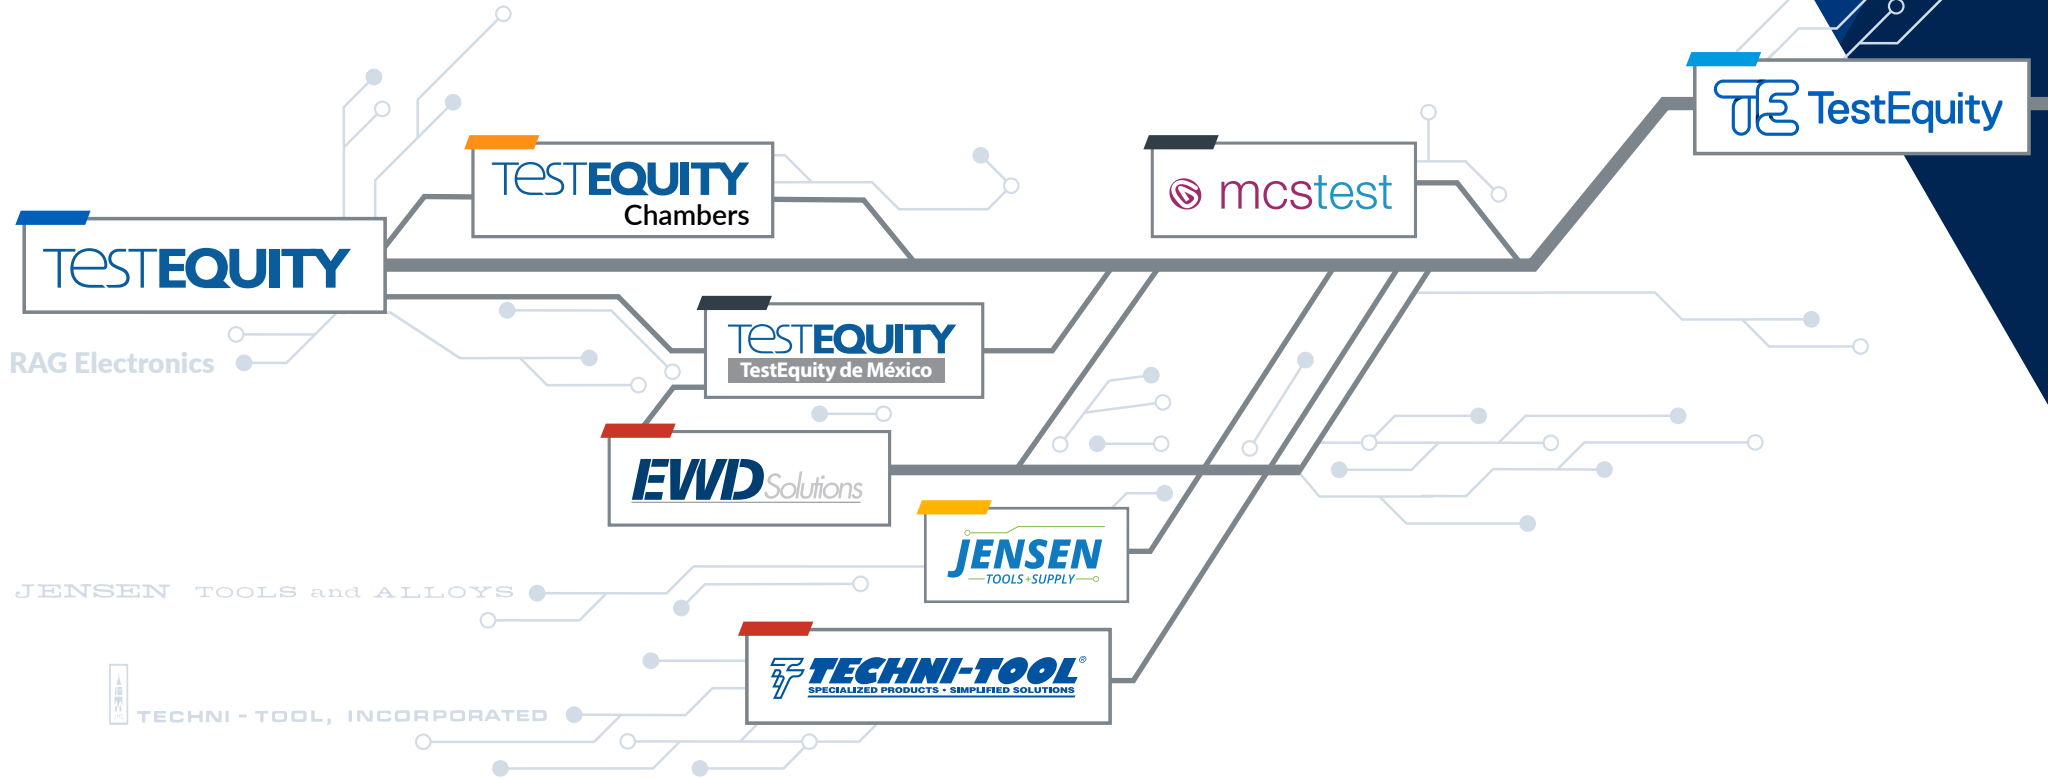 TE TestEquity
TESTEQUITY
Chambers
mcstest
TESTEQUITY
TESTEQUITY
TestEquity de México
RAG Electronics
EWD Solutions
JENSEN
TOOLS+SUPPLY
JENSEN TOOLS and ALLOYS
TECHNI-TOOL®
SPECIALIZED PRODUCTS • SIMPLIFIED SOLUTIONS
TECHNI - TOOL, INCORPORATED